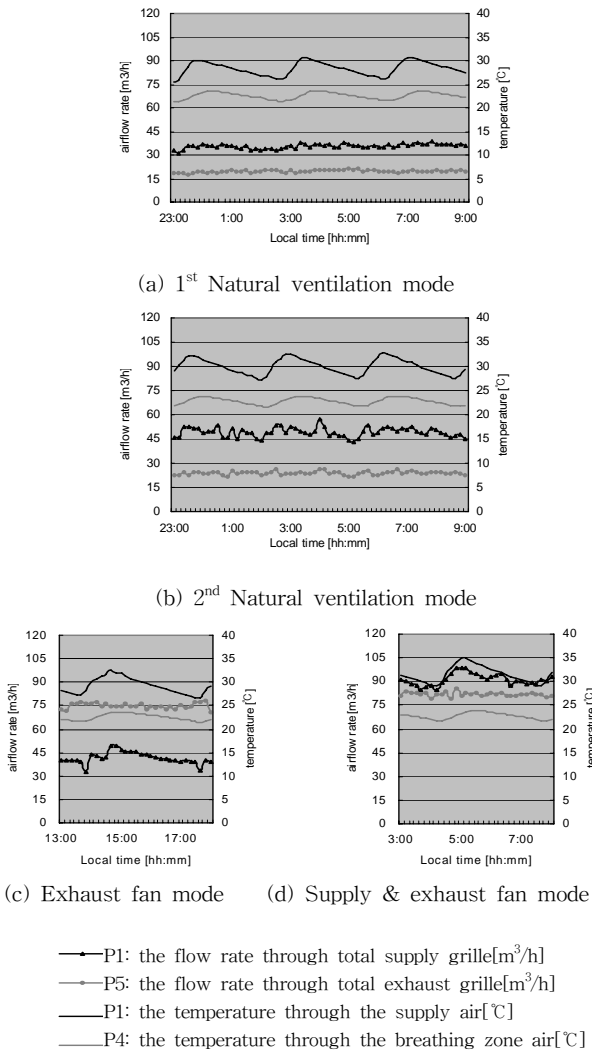 120 40
105 35
90 30
75 25
60 20
45 15
30 10
15 5
0 0
airflow rate [m3/h]
temperature [℃]
23:00 1:00 3:00 5:00 7:00 9:00
Local time [hh:mm]
(a) 1st Natural ventilation mode
120 40
105 35
90 30
75 25
60 20
45 15
30 10
15 5
0 0
airflow rate [m3/h]
temperature [℃]
23:00 1:00 3:00 5:00 7:00 9:00
Local time [hh:mm]
(b) 2nd Natural ventilation mode
120 40
105 35
90 30
75 25
60 20
45 15
30 10
15 5
0 0
airflow rate [m3/h]
temperature [℃]
13:00 15:00 17:00
Local time [hh:mm]
120 40
105 35
90 30
75 25
60 20
45 15
30 10
15 5
0 0
airflow rate [m3/h]
temperature [℃]
3:00 5:00 7:00
Local time [hh:mm]
(c) Exhaust fan mode (d) Supply & exhaust fan mode
P1: the flow rate through total supply grille[m³/h]
P5: the flow rate through total exhaust grille[m³/h]
P1: the temperature through the supply air[℃]
P4: the temperature through the breathing zone air[℃]